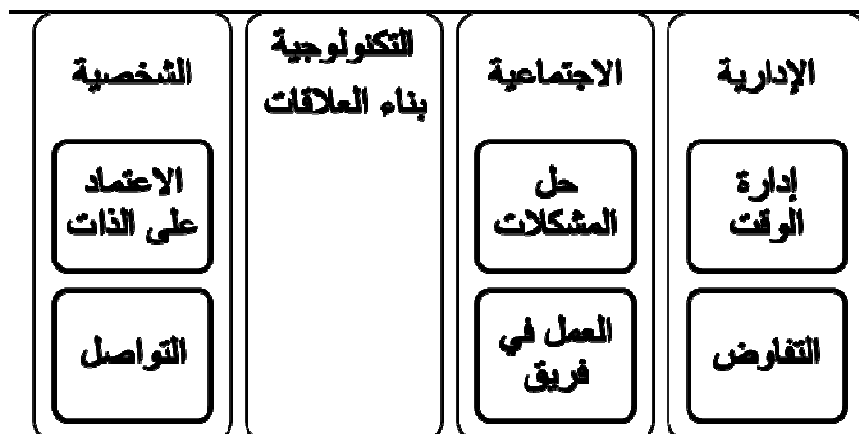 الإدارية
إدارة
الوقت
التفاوض
الاجتماعية
حل
المشكلات
العمل في
فريق
التكنولوجية
بناء العلاقات
الشخصية
الاعتماد
على الذات
التواصل